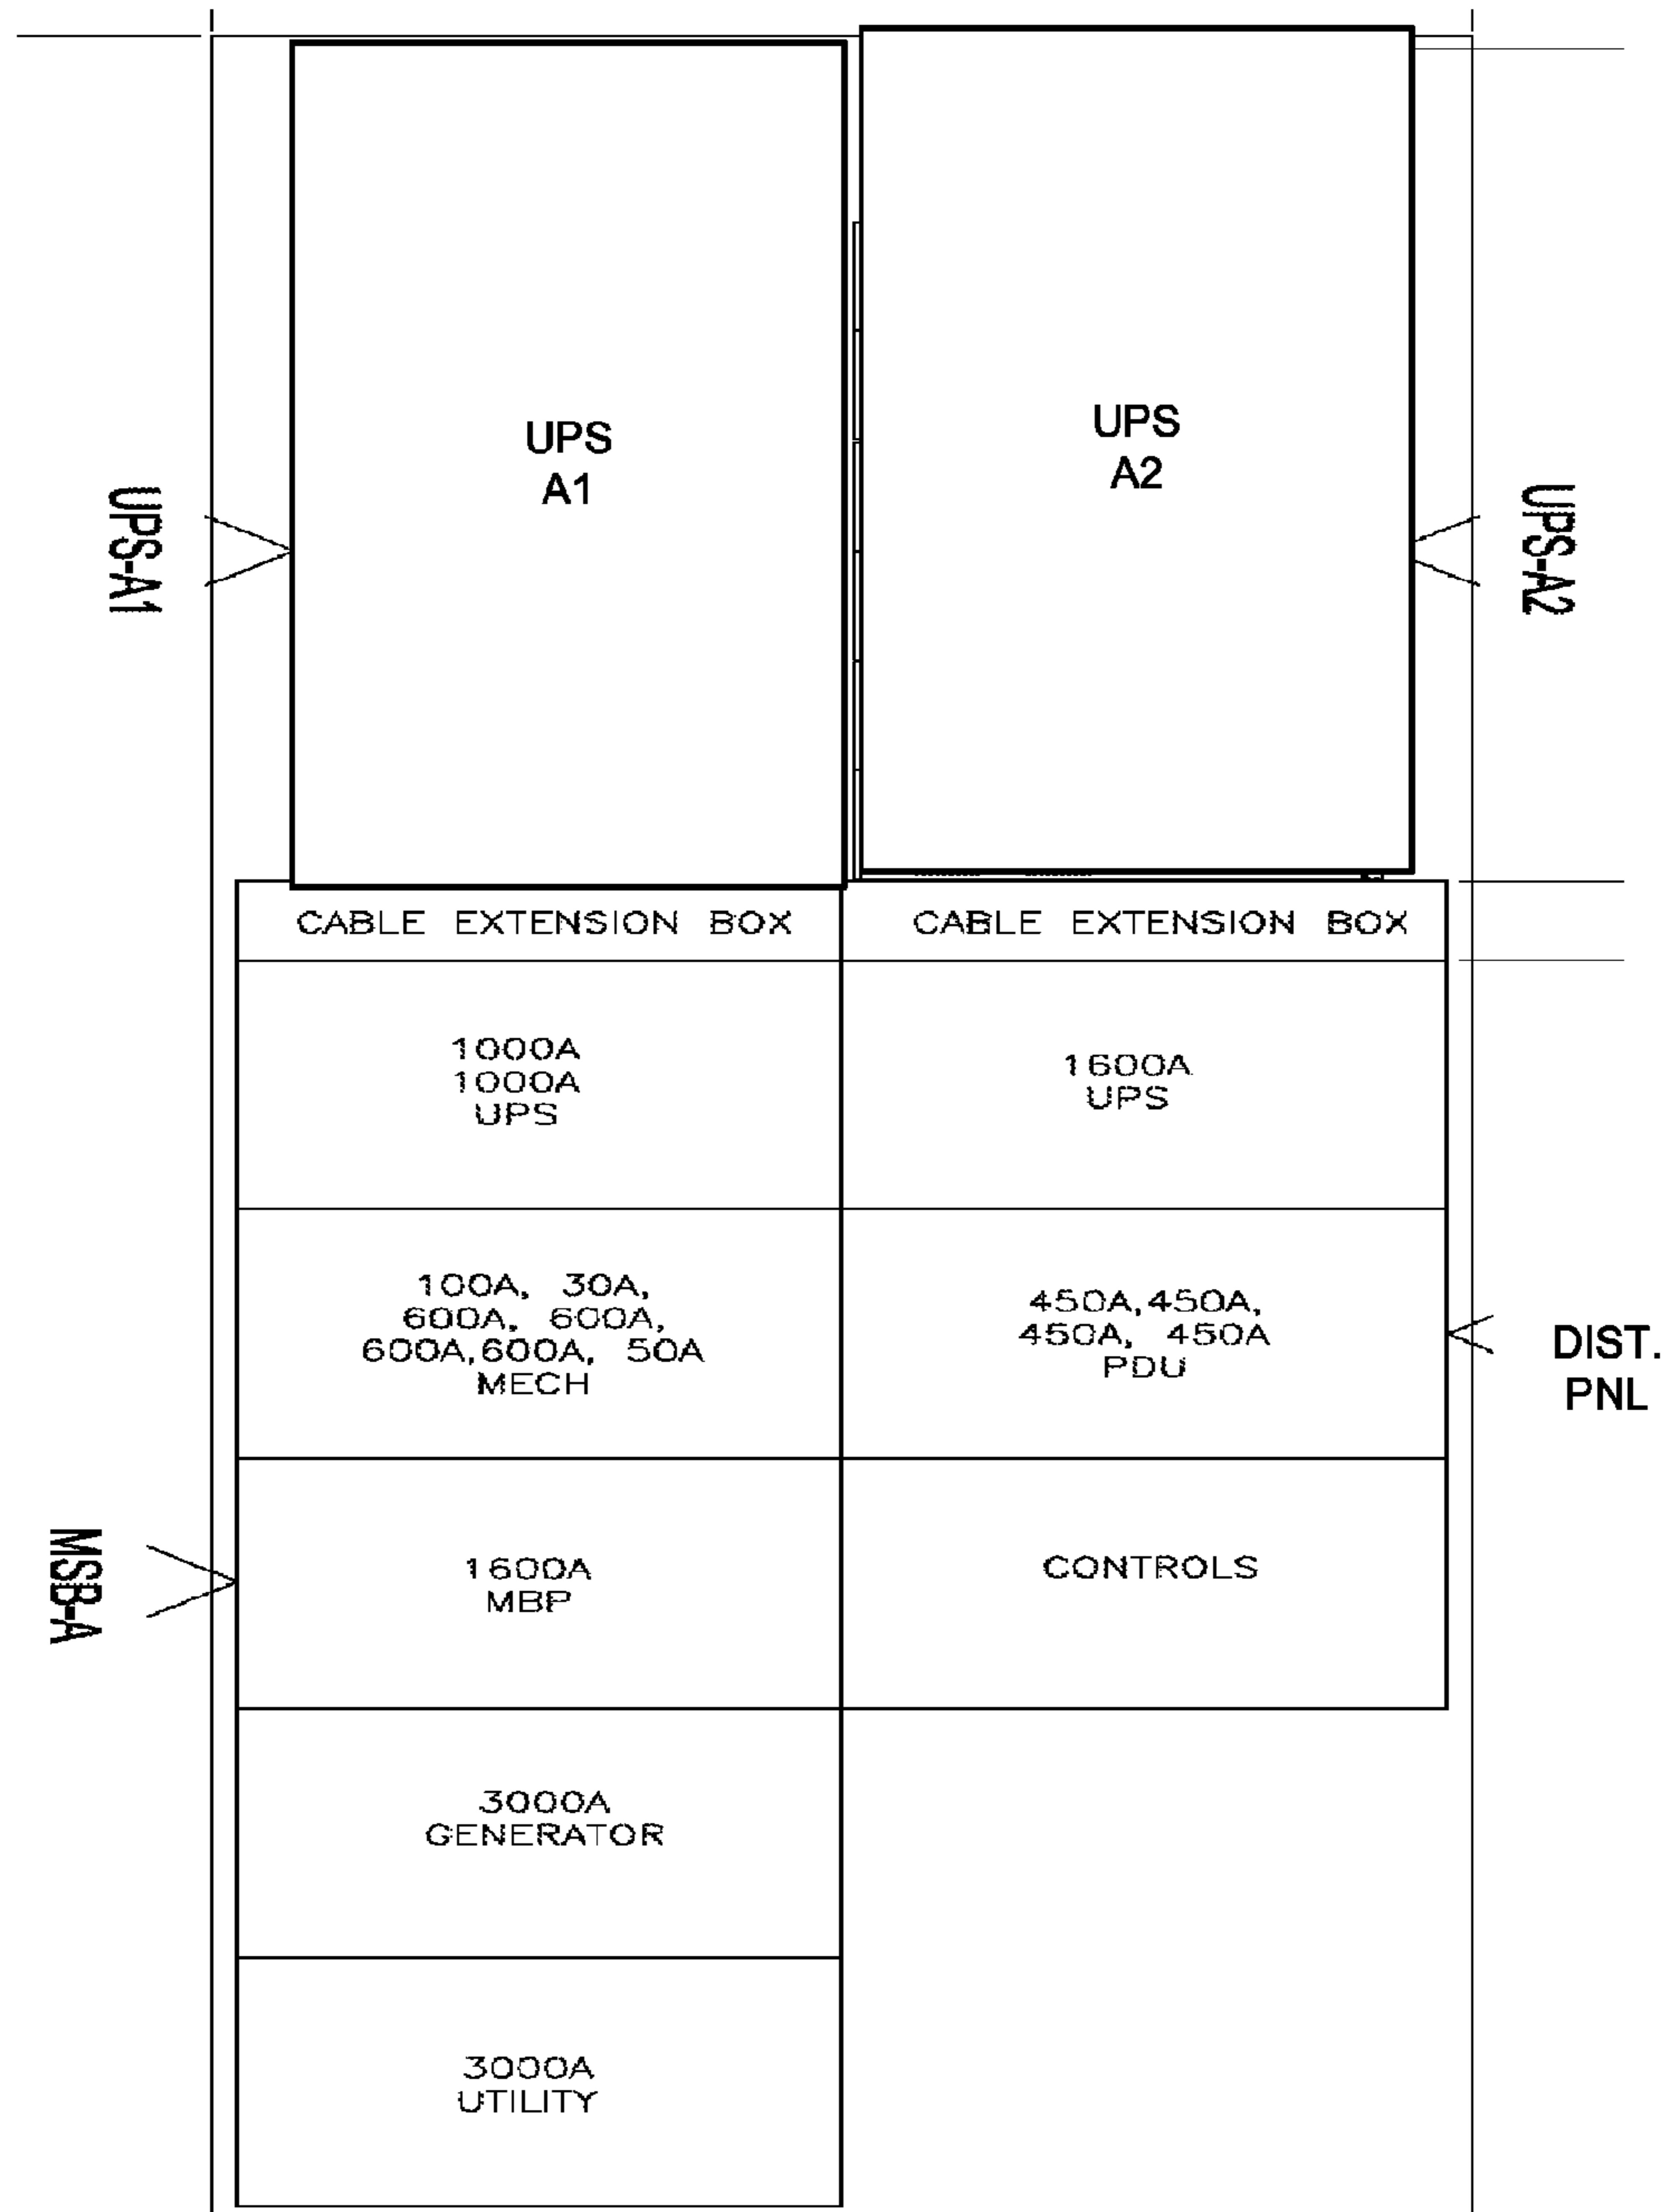 UPS
A1
UPS
A2
UPS-A1
UPS-A2
CABLE EXTENSION BOX
CABLE EXTENSION BOX
1000A
1000A
UPS
1600A
UPS
100A, 30A,
600A, 600A,
600A,600A, 50A
MECH
450A,450A,
450A, 450A
PDU
DIST.
PNL
MSB-A
1600A
MBP
CONTROLS
3000A
GENERATOR
3000A
UTILITY